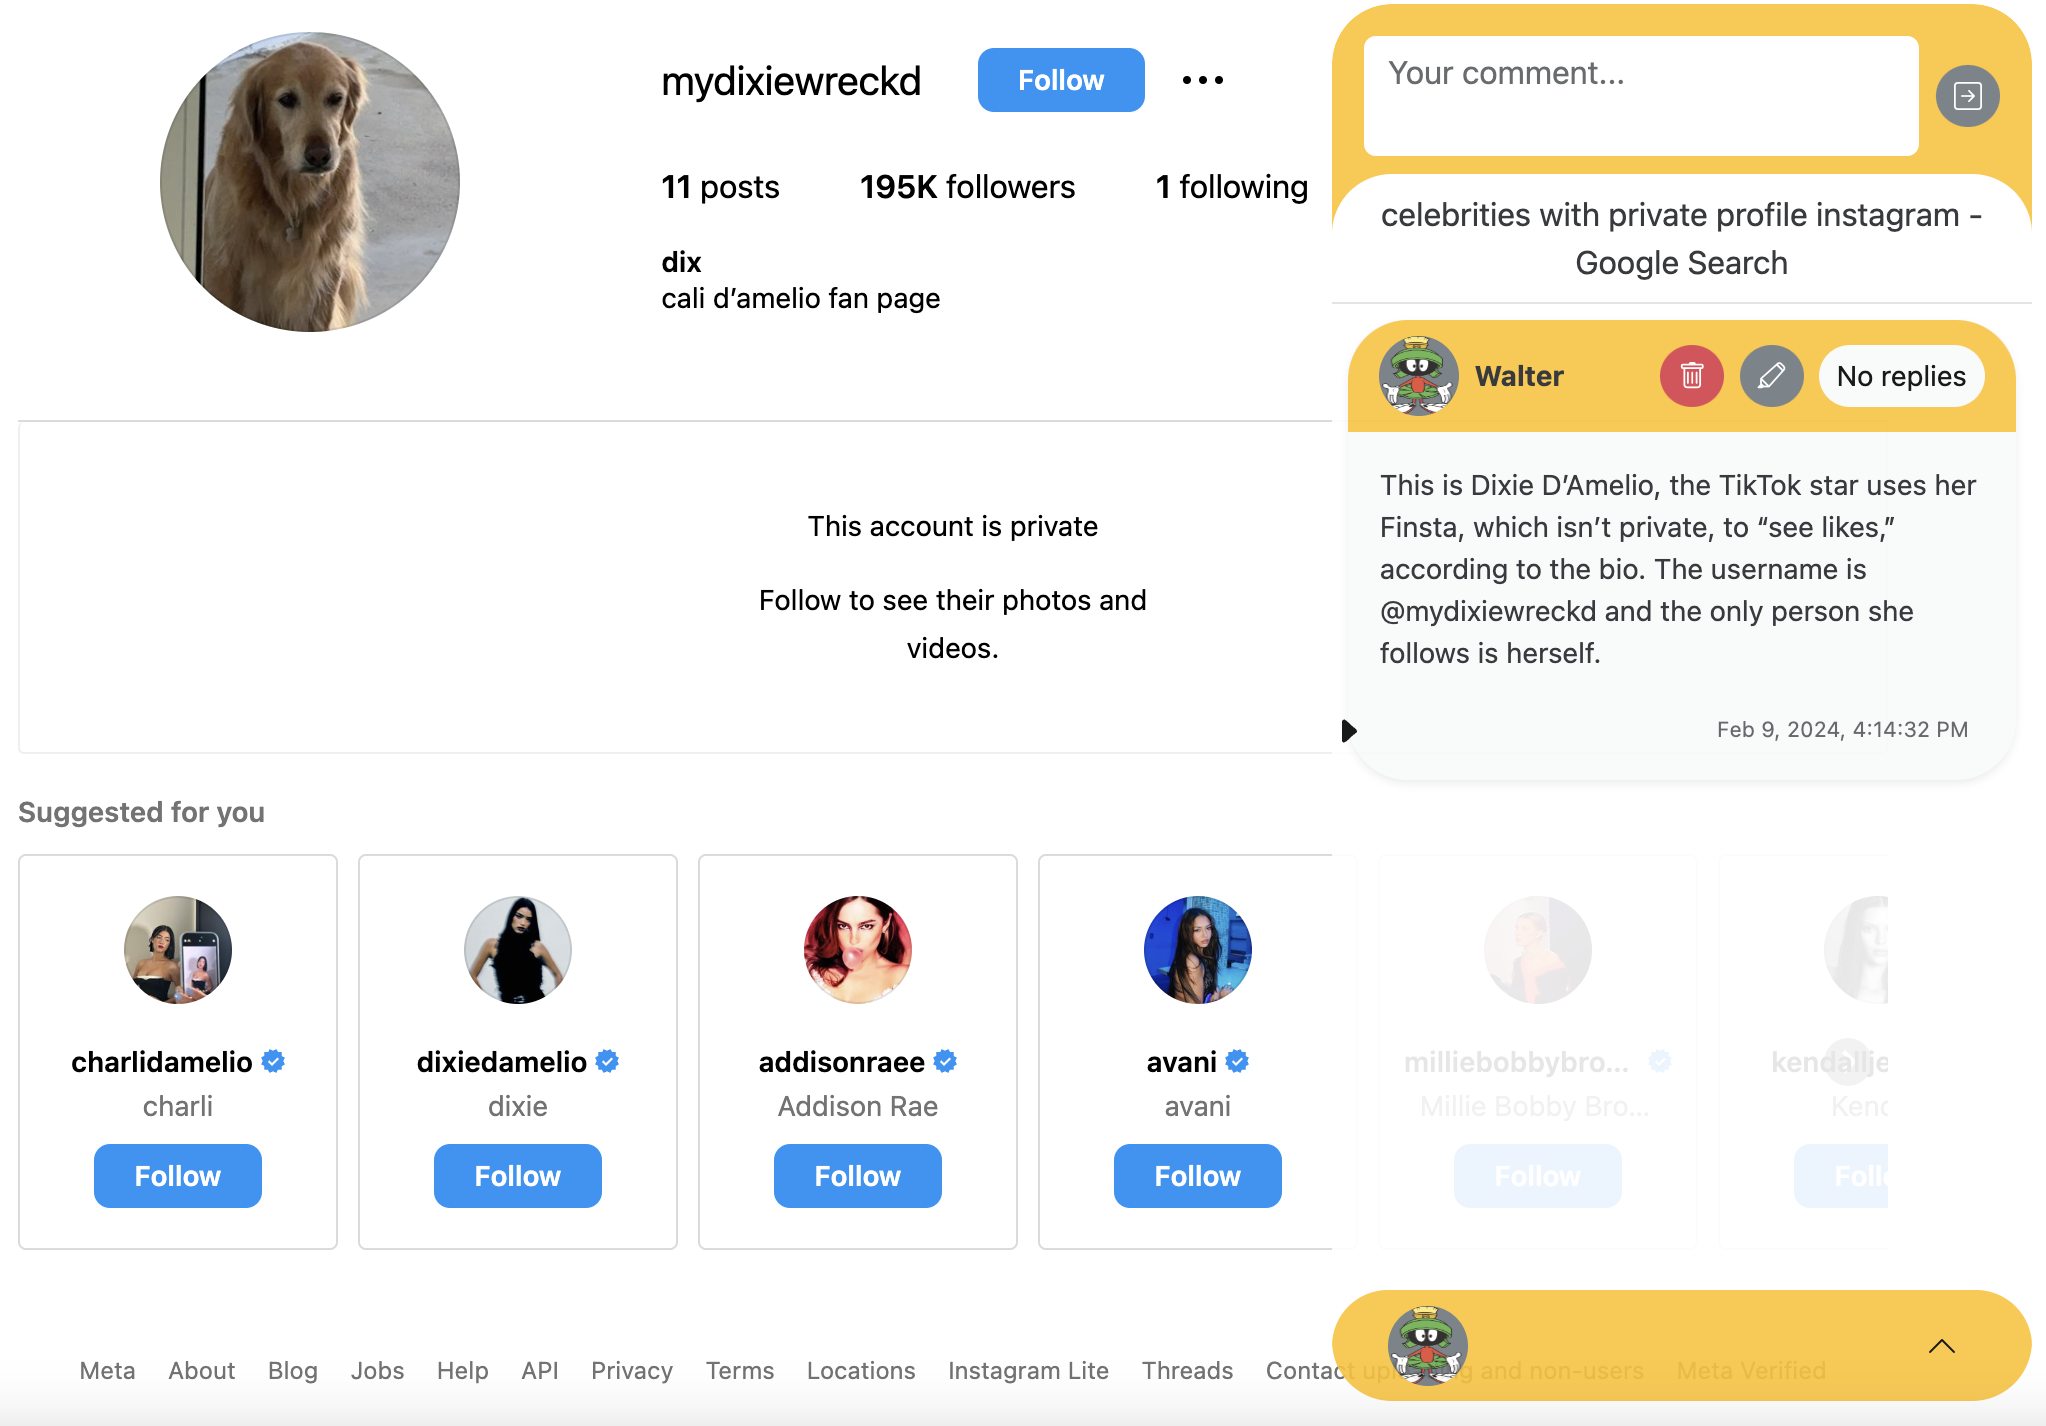 mydixiewreckd
Follow
11 posts
195K followers
1 following
dix
cali d’amelio fan page
This account is private
Follow to see their photos and
videos.
Suggested for you
charlidamelio
charli
Follow
dixiedamelio
dixie
Follow
addisonraee
Addison Rae
Follow
avani
avani
Follow
milliebobbybro...
Millie Bobby Bro...
Follow
kendallje
Kend
Foll
Meta About Blog Jobs Help API Privacy Terms Locations Instagram Lite Threads Contact and non-users Meta Verified
Your comment...
celebrities with private profile instagram -
Google Search
Walter
No replies
This is Dixie D’Amelio, the TikTok star uses her
Finsta, which isn’t private, to “see likes,”
according to the bio. The username is
@mydixiewreckd and the only person she
follows is herself.
Feb 9, 2024, 4:14:32 PM